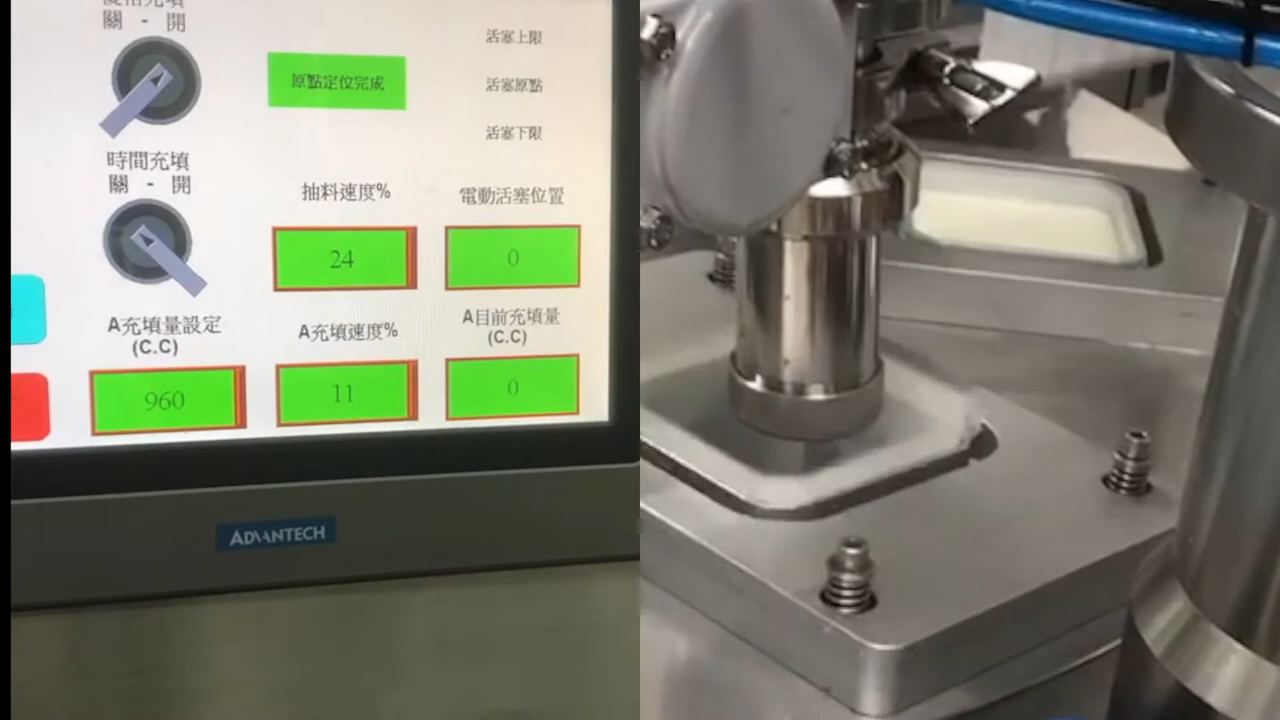 關 - 開
原點定位完成
活塞上限
活塞原點
活塞下限
時間充填
關 - 開
抽料速度%
電動活塞位置
24
0
A充填量設定
(C.C)
A充填速度%
A目前充填量
(C.C)
960
11
0
ADVANTECH